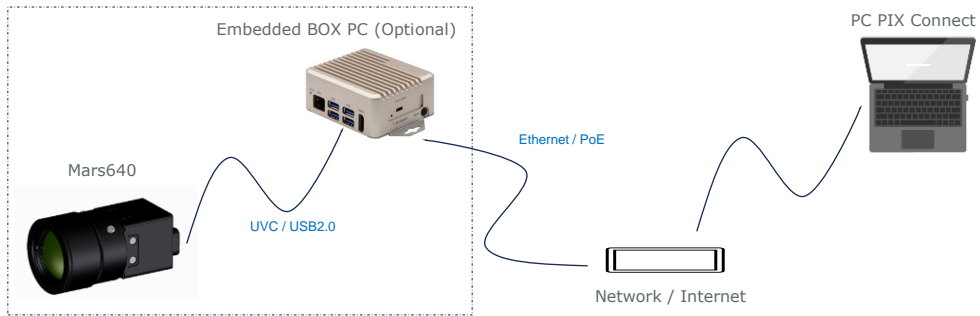 Embedded BOX PC (Optional)
PC PIX Connect
Ethernet / PoE
Mars640
UVC / USB2.0
Network / Internet